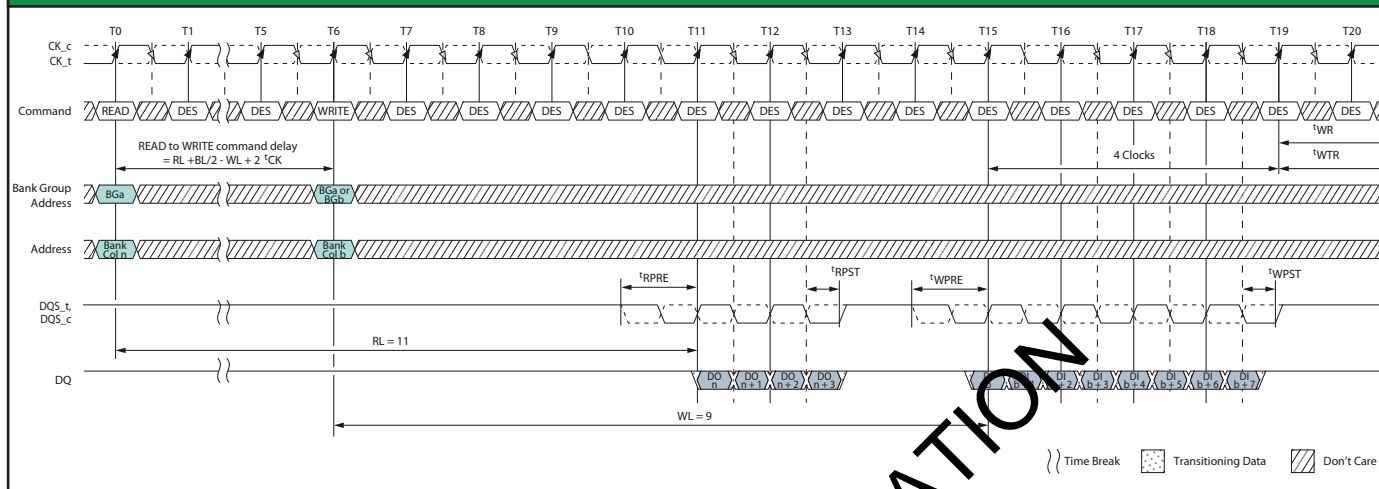 T0 T1 T5 T6 T7 T8 T9 T10 T11 T12 T13 T14 T15 T16 T17 T18 T19 T20
CK_c
CK_t
Command READ DES DES WRITE DES DES DES DES DES DES DES DES DES DES DES DES DES DES
READ to WRITE command delay
= RL +BL/2 - WL + 2 tCK
4 Clocks
tWR
tWTR
Bank Group
Address
BGa
BGa or
BGb
Address
Bank
Col n
Bank
Col b
tRPRE
tRPST
tWPRE
tWPST
DQS_t,
DQS_c
RL = 11
DQ
DO
n
DO
n + 1
DO
n + 2
DO
n + 3
DI
b + 2
DI
b + 3
DI
b + 4
DI
b + 5
DI
b + 6
DI
b + 7
WL = 9
ATION
Time Break
Transitioning Data
Don't Care